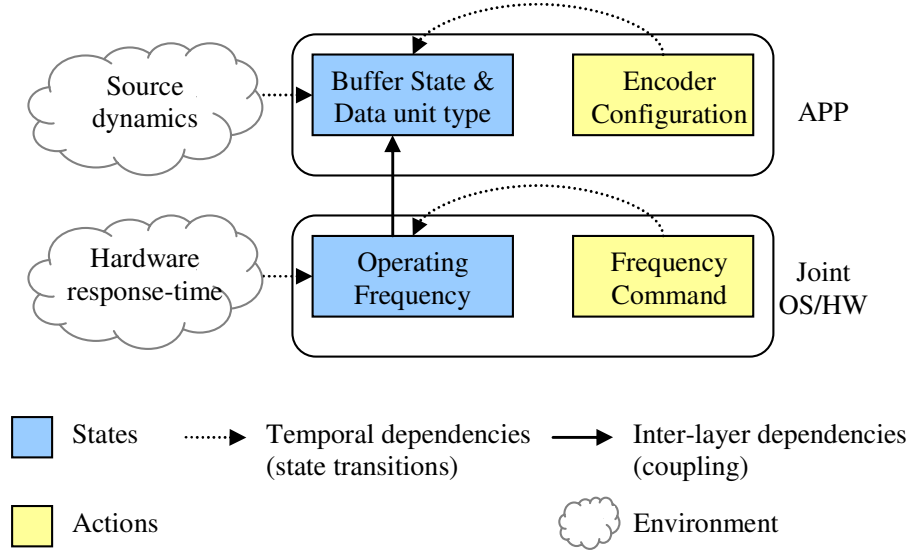 Source
dynamics
Buffer State &
Data unit type
Encoder
Configuration
APP
Hardware
response-time
Operating
Frequency
Frequency
Command
Joint
OS/HW
States
Temporal dependencies
(state transitions)
Inter-layer dependencies
(coupling)
Actions
Environment